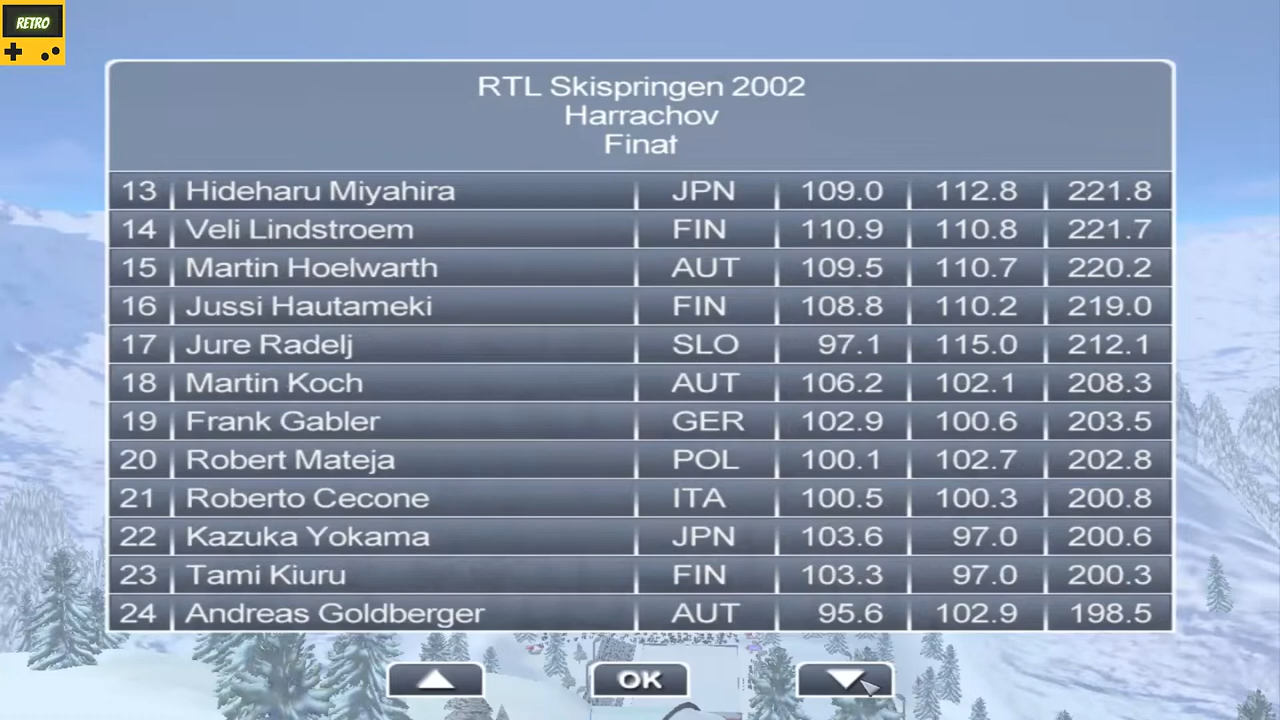 RETRO
RTL Skispringen 2002
Harrachov
Final
13 Hideharu Miyahira JPN 109.0 112.8 221.8
14 Veli Lindstroem FIN 110.9 110.8 221.7
15 Martin Hoelwarth AUT 109.5 110.7 220.2
16 Jussi Hautameki FIN 108.8 110.2 219.0
17 Jure Radelj SLO 97.1 115.0 212.1
18 Martin Koch AUT 106.2 102.1 208.3
19 Frank Gabler GER 102.9 100.6 203.5
20 Robert Mateja POL 100.1 102.7 202.8
21 Roberto Cecone ITA 100.5 100.3 200.8
22 Kazuka Yokama JPN 103.6 97.0 200.6
23 Tami Kiuru FIN 103.3 97.0 200.3
24 Andreas Goldberger AUT 95.6 102.9 198.5
OK